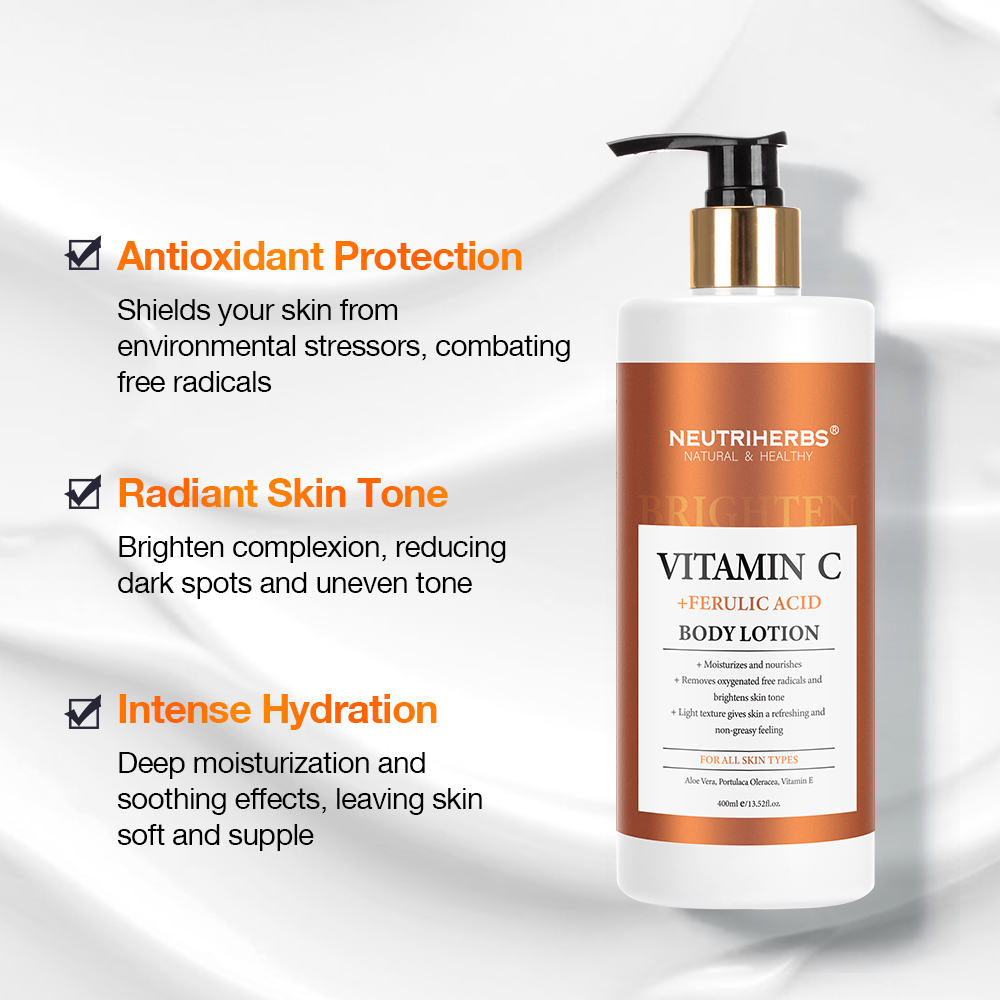 Antioxidant Protection
Shields your skin from
environmental stressors, combating
free radicals
Radiant Skin Tone
Brighten complexion, reducing
dark spots and uneven tone
Intense Hydration
Deep moisturization and
soothing effects, leaving skin
soft and supple
NEUTRIHERBS®
NATURAL & HEALTHY
BRIGHTEN
VITAMIN C
+FERULIC ACID
BODY LOTION
+ Moisturizes and nourishes
+ Removes oxygenated free radicals and
brightens skin tone
+ Light texture gives skin a refreshing and
non-greasy feeling
FOR ALL SKIN TYPES
Aloe Vera, Portulaca Oleracea, Vitamin E
400ml e/13.52fl.oz.